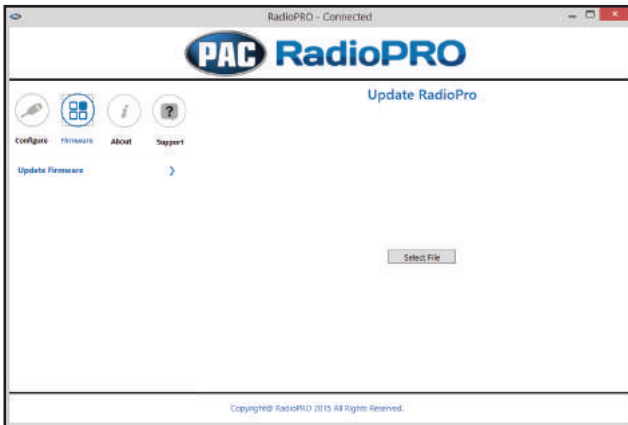 RadioPRO - Connected
PAC RadioPRO
Update RadioPro
i
?
Configure Firmware About Support
Update Firmware
Select File
Copyright@ RadioPRO 2015 All Rights Reserved.